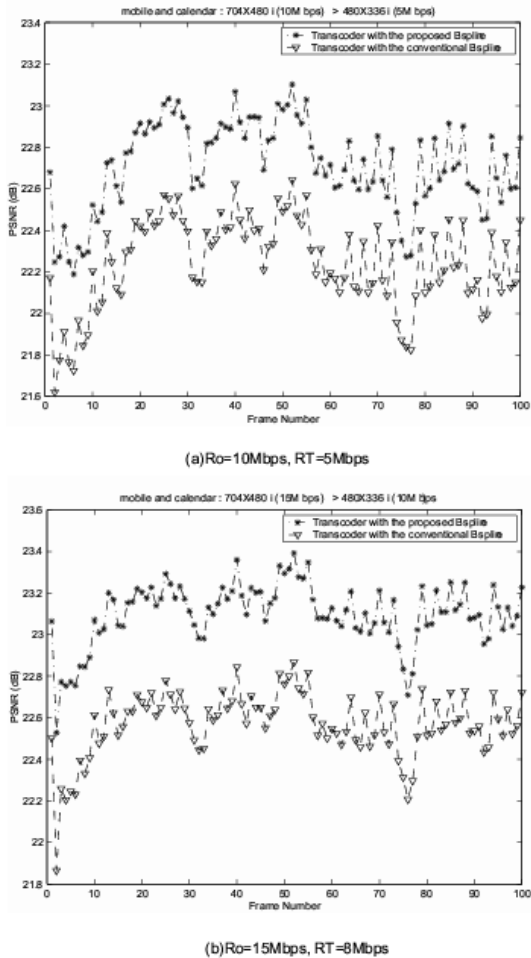 mobile and calendar : 704X480 i (10M bps) > 480X336 i (5M bps)
23.4
Transcoder with the proposed Bsplire
Transcoder with the conventional Bsplire
23.2
23
22.8
22.6
22.4
22.2
22
21.8
21.6
PSNR (dB)
0 10 20 30 40 50 60 70 80 90 100
Frame Number
(a)Ro=10Mbps, RT=5Mbps
mobile and calendar : 704X480 i (15M bps) > 480X336 i (10M bps
23.6
Transcoder with the proposed Bsplire
Transcoder with the conventional Bsplire
23.4
23.2
23
22.8
22.6
22.4
22.2
22
21.8
PSNR (dB)
0 10 20 30 40 50 60 70 80 90 100
Frame Number
(b)Ro=15Mbps, RT=8Mbps